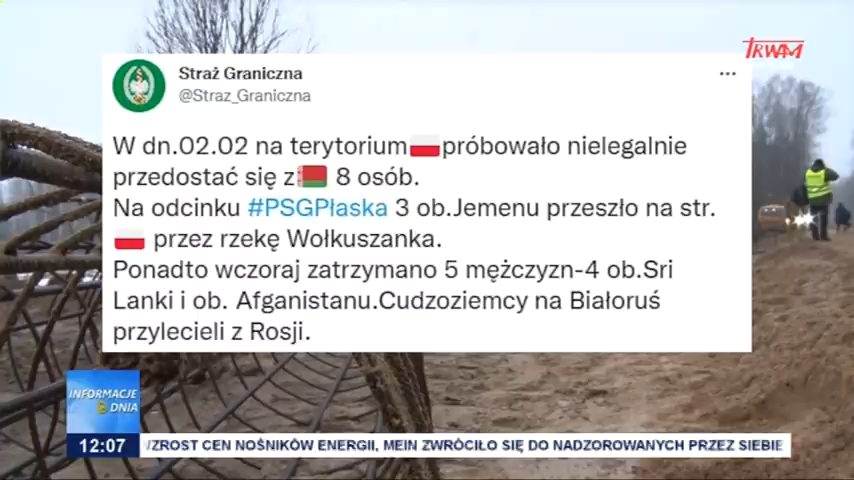 TRWAM
Straż Graniczna
@Straz_Graniczna
W dn.02.02 na terytorium🇵🇱próbowało nielegalnie
przedostać się z🇧🇾 8 osób.
Na odcinku #PSGPłaska 3 ob.Jemenu przeszło na str.
🇵🇱 przez rzekę Wołkuszanka.
Ponadto wczoraj zatrzymano 5 mężczyzn-4 ob.Sri
Lanki i ob. Afganistanu.Cudzoziemcy na Białoruś
przylecieli z Rosji.
INFORMACJE
DNIA
12:07 WZROST CEN NOŚNIKÓW ENERGII, MEIN ZWRÓCIŁO SIĘ DO NADZOROWANYCH PRZEZ SIEBIE